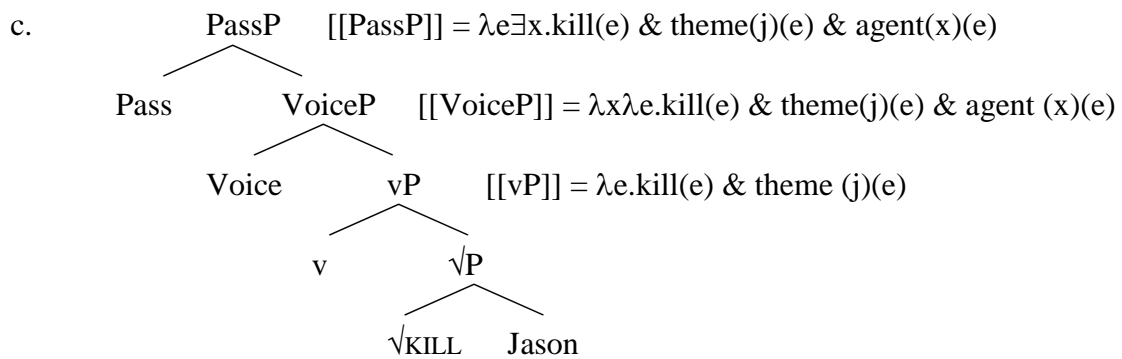 c. PassP [[PassP]] = λe∃x.kill(e) & theme(j)(e) & agent(x)(e)
Pass VoiceP [[VoiceP]] = λxλe.kill(e) & theme(j)(e) & agent (x)(e)
Voice vP [[vP]] = λe.kill(e) & theme (j)(e)
v √P
√KILL Jason